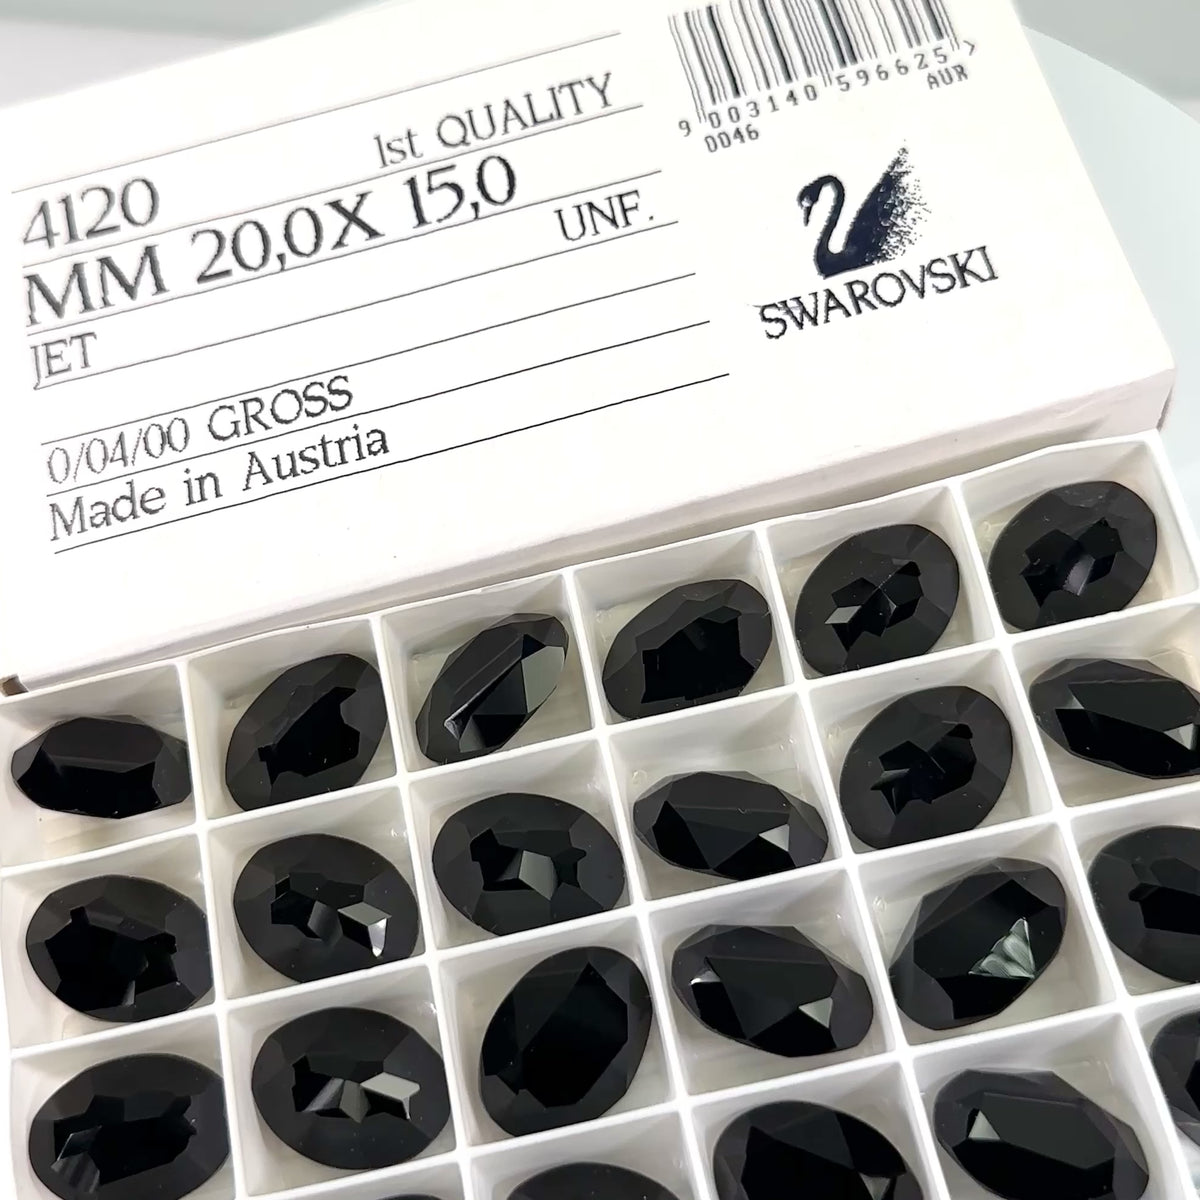 1st QUALITY
4120
MM 20,0X 15,0
UNF.
JET
0/04/00 GROSS
Made in Austria
9 003140 596625 >
0046 AUR
SWAROVSKI